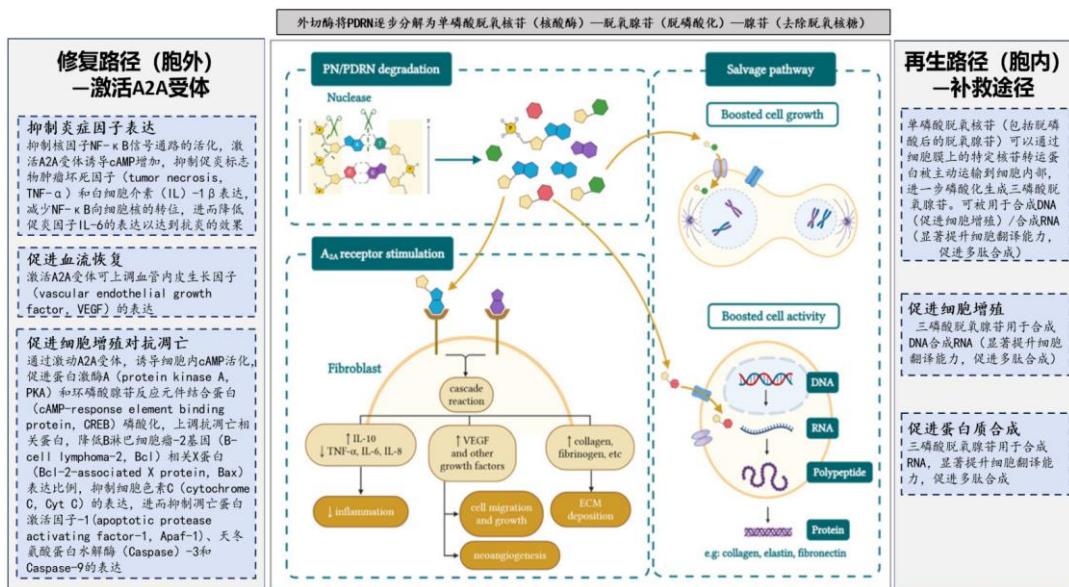 外切酶将PDRN逐步分解为单磷酸脱氧核苷（核酸酶）—脱氧腺苷（脱磷酸化）—腺苷（去除脱氧核糖）
修复路径（胞外）
—激活A2A受体
抑制炎症因子表达
抑制核因子NF-κB信号通路的活化，激
活A2A受体诱导cAMP增加，抑制促炎标志
物肿瘤坏死因子（tumor necrosis,
TNF-α）和白细胞介素（IL）-1β表达，
减少NF-κB向细胞核的转位，进而降低
促炎因子IL-6的表达以达到抗炎的效果
促进血流恢复
激活A2A受体可上调血管内皮生长因子
（vascular endothelial growth
factor, VEGF）的表达
促进细胞增殖对抗凋亡
通过激动A2A受体，诱导细胞内cAMP活化，
促进蛋白激酶A（protein kinase A,
PKA）和环磷酸腺苷反应元件结合蛋白
（cAMP-response element binding
protein, CREB）磷酸化，上调抗凋亡相
关蛋白，降低B淋巴细胞瘤-2基因（B-
cell lymphoma-2, Bcl）相关X蛋白
（Bcl-2-associated X protein, Bax）
表达比例，抑制细胞色素C（cytochrome
C, Cyt C）的表达，进而抑制凋亡蛋白
激活因子-1(apoptotic protease
activating factor-1, Apaf-1)、天冬
氨酸蛋白水解酶（Caspase）-3和
Caspase-9的表达
PN/PDRN degradation
Nuclease
A2A receptor stimulation
Fibroblast
cascade
reaction
↑ IL-10
↓ TNF-α, IL-6, IL-8
↑ VEGF
and other
growth factors
↑ collagen,
fibrinogen, etc
↓ inflammation
cell migration
and growth
neoangiogenesis
ECM
deposition
Salvage pathway
Boosted cell growth
Boosted cell activity
DNA
RNA
Polypeptide
Protein
e.g: collagen, elastin, fibronectin
再生路径（胞内）
—补救途径
单磷酸脱氧核苷（包括脱磷
酸后的脱氧腺苷）可以通过
细胞膜上的特定核苷转运蛋
白被主动运输到细胞内部，
进一步磷酸化生成三磷酸脱
氧腺苷。可被用于合成DNA
（促进细胞增殖）/合成RNA
（显著提升细胞翻译能力，
促进多肽合成）
促进细胞增殖
三磷酸脱氧腺苷用于合成
DNA合成RNA（显著提升细胞
翻译能力，促进多肽合成）
促进蛋白质合成
三磷酸脱氧腺苷用于合成
RNA，显著提升细胞翻译能
力，促进多肽合成